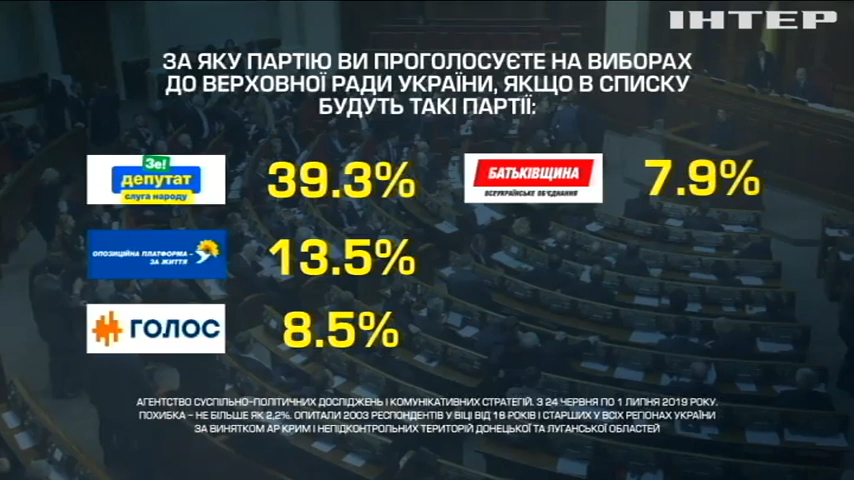 ІНТЕР
ЗА ЯКУ ПАРТІЮ ВИ ПРОГОЛОСУЄТЕ НА ВИБОРАХ
ДО ВЕРХОВНОЇ РАДИ УКРАЇНИ, ЯКЩО В СПИСКУ
БУДУТЬ ТАКІ ПАРТІЇ:
Зе!
депутат
слуга народу
39.3%
БАТЬКІВЩИНА
ВСЕУКРАЇНСЬКЕ ОБ'ЄДНАННЯ
7.9%
ОПОЗИЦІЙНА ПЛАТФОРМА –
ЗА ЖИТТЯ
13.5%
ГОЛОС
8.5%
АГЕНТСТВО СУСПІЛЬНО-ПОЛІТИЧНИХ ДОСЛІДЖЕНЬ І КОМУНІКАТИВНИХ СТРАТЕГІЙ. З 24 ЧЕРВНЯ ПО 1 ЛИПНЯ 2019 РОКУ.
ПОХИБКА – НЕ БІЛЬШЕ ЯК 2,2%. ОПИТАЛИ 2003 РЕСПОНДЕНТІВ У ВІЦІ ВІД 18 РОКІВ І СТАРШИХ У ВСІХ РЕГІОНАХ УКРАЇНИ
ЗА ВИНЯТКОМ АР КРИМ І НЕПІДКОНТРОЛЬНИХ ТЕРИТОРІЙ ДОНЕЦЬКОЇ ТА ЛУГАНСЬКОЇ ОБЛАСТЕЙ